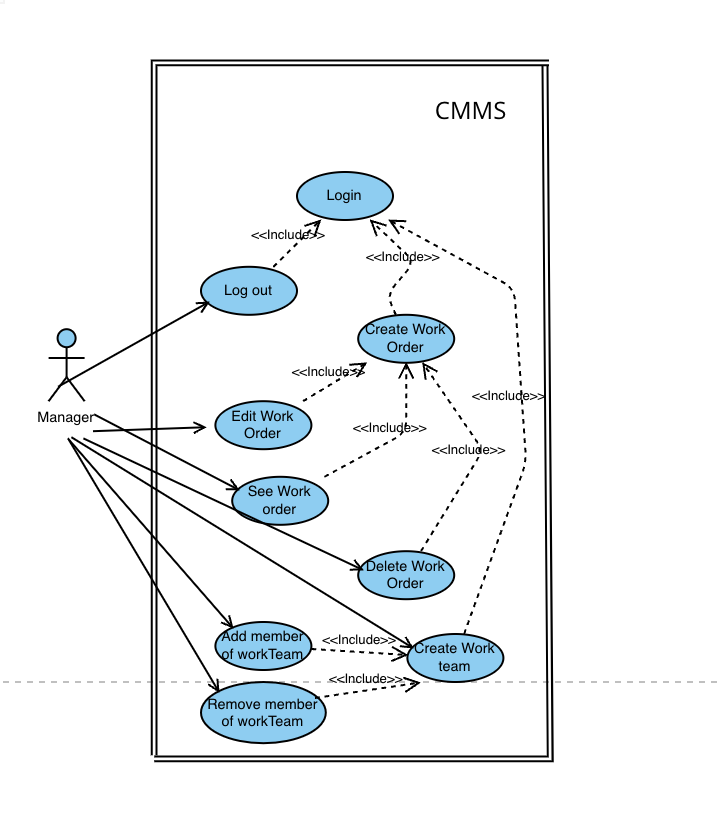 CMMS
Login
<<Include>>
<<Include>>
Log out
Create Work
Order
<<Include>>
<<Include>>
Manager
Edit Work
Order
<<Include>>
<<Include>>
See Work
order
Delete Work
Order
Add member
of workTeam
<<Include>>
Create Work
team
<<Include>>
Remove member
of workTeam